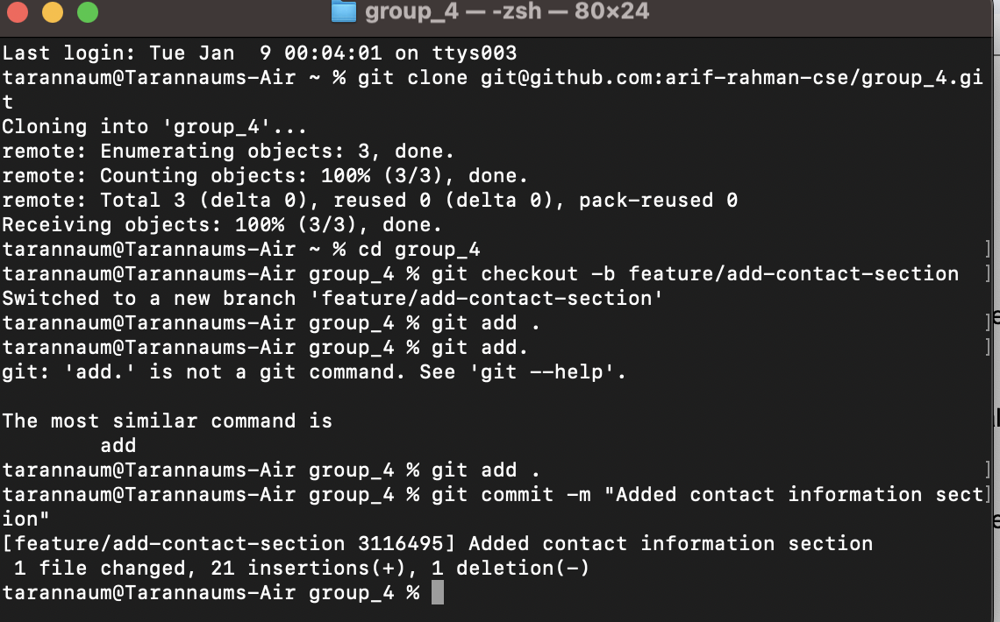 group_4 — -zsh — 80×24
Last login: Tue Jan  9 00:04:01 on ttys003
tarannaum@Tarannaums-Air ~ % git clone git@github.com:arif-rahman-cse/group_4.gi
t
Cloning into 'group_4'...
remote: Enumerating objects: 3, done.
remote: Counting objects: 100% (3/3), done.
remote: Total 3 (delta 0), reused 0 (delta 0), pack-reused 0
Receiving objects: 100% (3/3), done.
tarannaum@Tarannaums-Air ~ % cd group_4 ]
tarannaum@Tarannaums-Air group_4 % git checkout -b feature/add-contact-section ]
Switched to a new branch 'feature/add-contact-section'
tarannaum@Tarannaums-Air group_4 % git add . ]
tarannaum@Tarannaums-Air group_4 % git add. ]
git: 'add.' is not a git command. See 'git --help'.

The most similar command is
        add
tarannaum@Tarannaums-Air group_4 % git add . ]
tarannaum@Tarannaums-Air group_4 % git commit -m "Added contact information sect]
ion"
[feature/add-contact-section 3116495] Added contact information section
 1 file changed, 21 insertions(+), 1 deletion(-)
tarannaum@Tarannaums-Air group_4 %